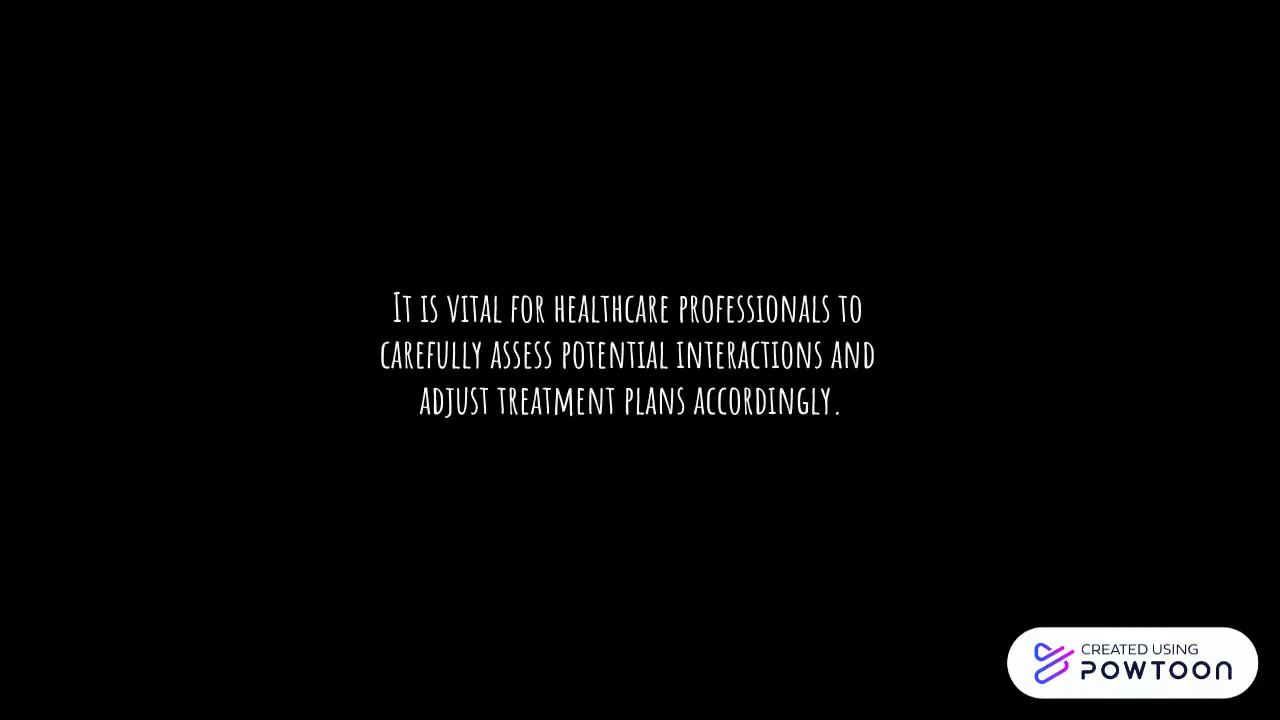 It is vital for healthcare professionals to
carefully assess potential interactions and
adjust treatment plans accordingly.
CREATED USING
POWTOON